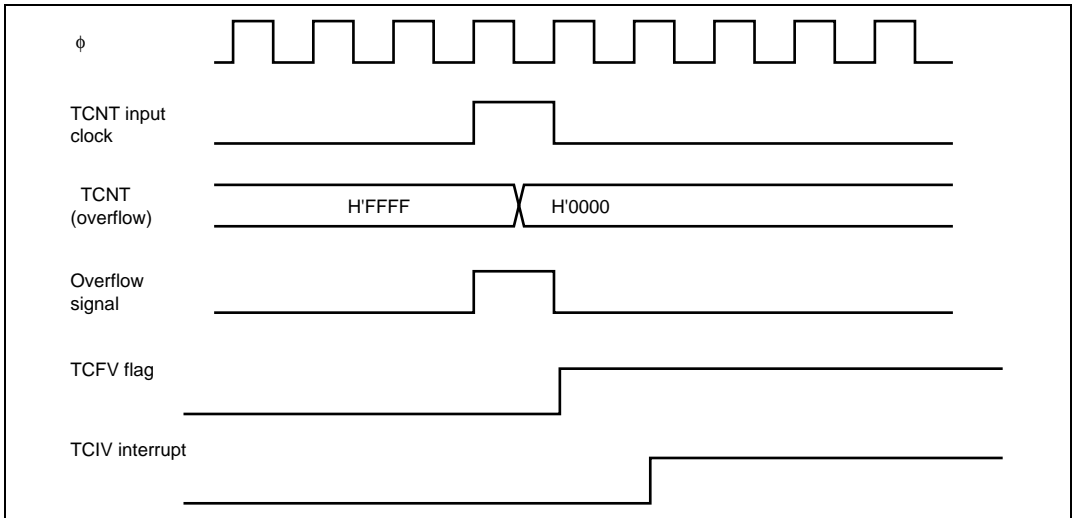 ϕ
TCNT input
clock
TCNT
(overflow)
H'FFFF
H'0000
Overflow
signal
TCFV flag
TCIV interrupt